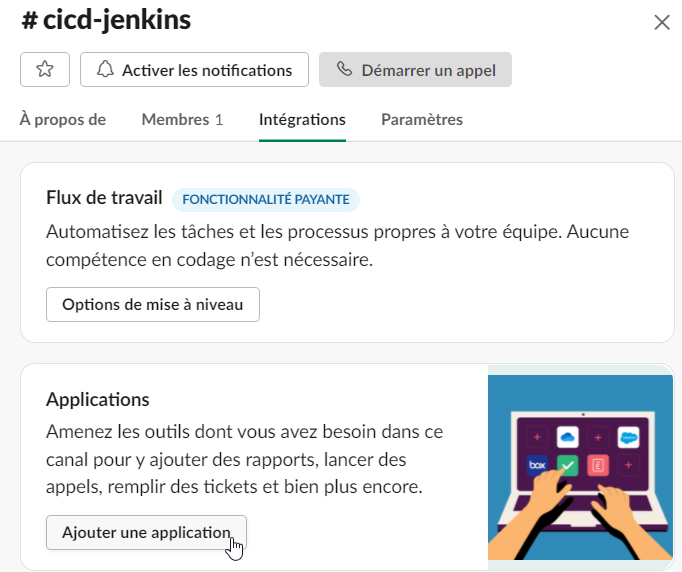 # cicd-jenkins
Activer les notifications
Démarrer un appel
À propos de
Membres 1
Intégrations
Paramètres
Flux de travail FONCTIONNALITÉ PAYANTE
Automatisez les tâches et les processus propres à votre équipe. Aucune
compétence en codage n’est nécessaire.
Options de mise à niveau
Applications
Amenez les outils dont vous avez besoin dans ce
canal pour y ajouter des rapports, lancer des
appels, remplir des tickets et bien plus encore.
Ajouter une application
box